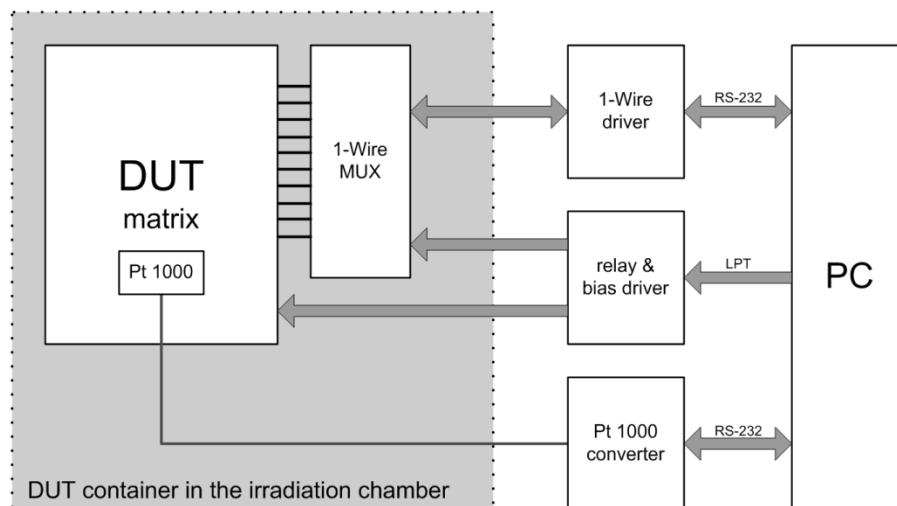 DUT
matrix
Pt 1000
1-Wire
MUX
1-Wire
driver
RS-232
relay &
bias driver
LPT
PC
Pt 1000
converter
RS-232
DUT container in the irradiation chamber